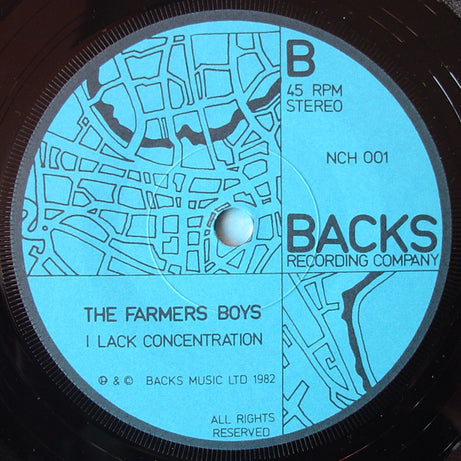 B
45 RPM
STEREO
NCH 001
BACKS
RECORDING COMPANY
THE FARMERS BOYS
I LACK CONCENTRATION
℗ & © BACKS MUSIC LTD 1982
ALL RIGHTS
RESERVED